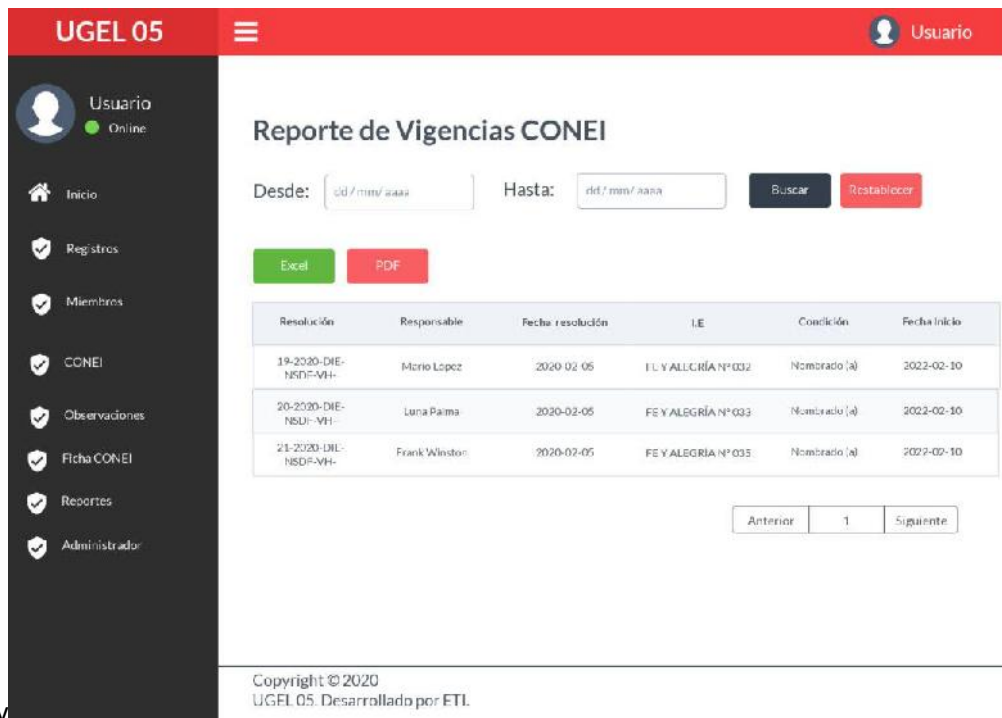 UGEL 05
Usuario
Usuario
Online
Inicio
Registros
Miembros
CONEI
Observaciones
Ficha CONEI
Reportes
Administrador
Reporte de Vigencias CONEI
Desde: dd / mm/ aaaa Hasta: dd / mm/ aaaa Buscar Restablecer
Excel PDF
Resolución Responsable Fecha resolución I.E Condición Fecha Inicio
19-2020-DIE-
NSDF-VH- Mario Lopez 2020-02-05 FE Y ALEGRÍA N° 032 Nombrado (a) 2022-02-10
20-2020-DIE-
NSDF-VH- Luna Palma 2020-02-05 FE Y ALEGRÍA N° 033 Nombrado (a) 2022-02-10
21-2020-DIE-
NSDF-VH- Frank Winston 2020-02-05 FE Y ALEGRÍA N° 035 Nombrado (a) 2022-02-10
Anterior 1 Siguiente
Copyright © 2020
UGEL 05. Desarrollado por ETI.